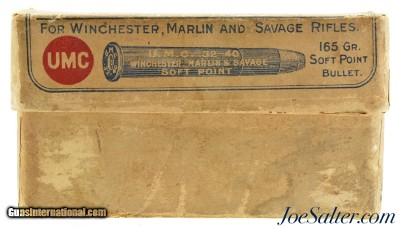 FOR WINCHESTER, MARLIN AND SAVAGE RIFLES.
UMC
U.M.C. 32-40
WINCHESTER, MARLIN & SAVAGE
SOFT POINT
165 GR.
SOFT POINT
BULLET.
GunsInternational.com
JoeSalter.com